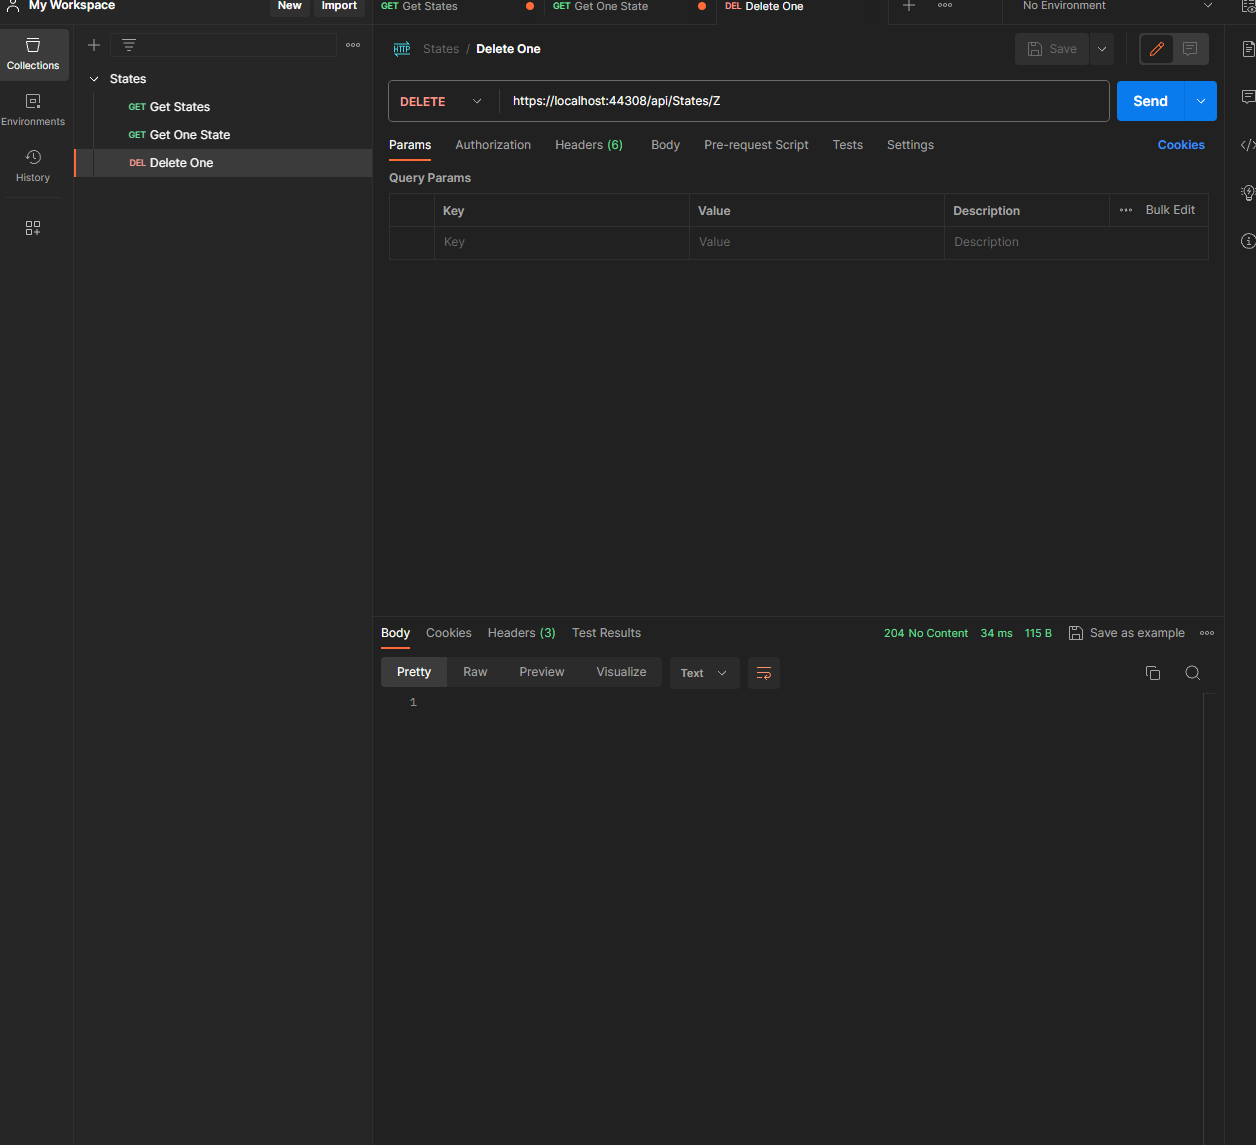 My Workspace
New
Import
GET Get States
GET Get One State
DEL Delete One
No Environment
Collections
Environments
History
States
GET Get States
GET Get One State
DEL Delete One
HTTP
States / Delete One
Save
DELETE
https://localhost:44308/api/States/Z
Send
Params
Authorization
Headers (6)
Body
Pre-request Script
Tests
Settings
Cookies
Query Params
Key
Value
Description
Bulk Edit
Key
Value
Description
Body
Cookies
Headers (3)
Test Results
204 No Content
34 ms
115 B
Save as example
Pretty
Raw
Preview
Visualize
Text
1